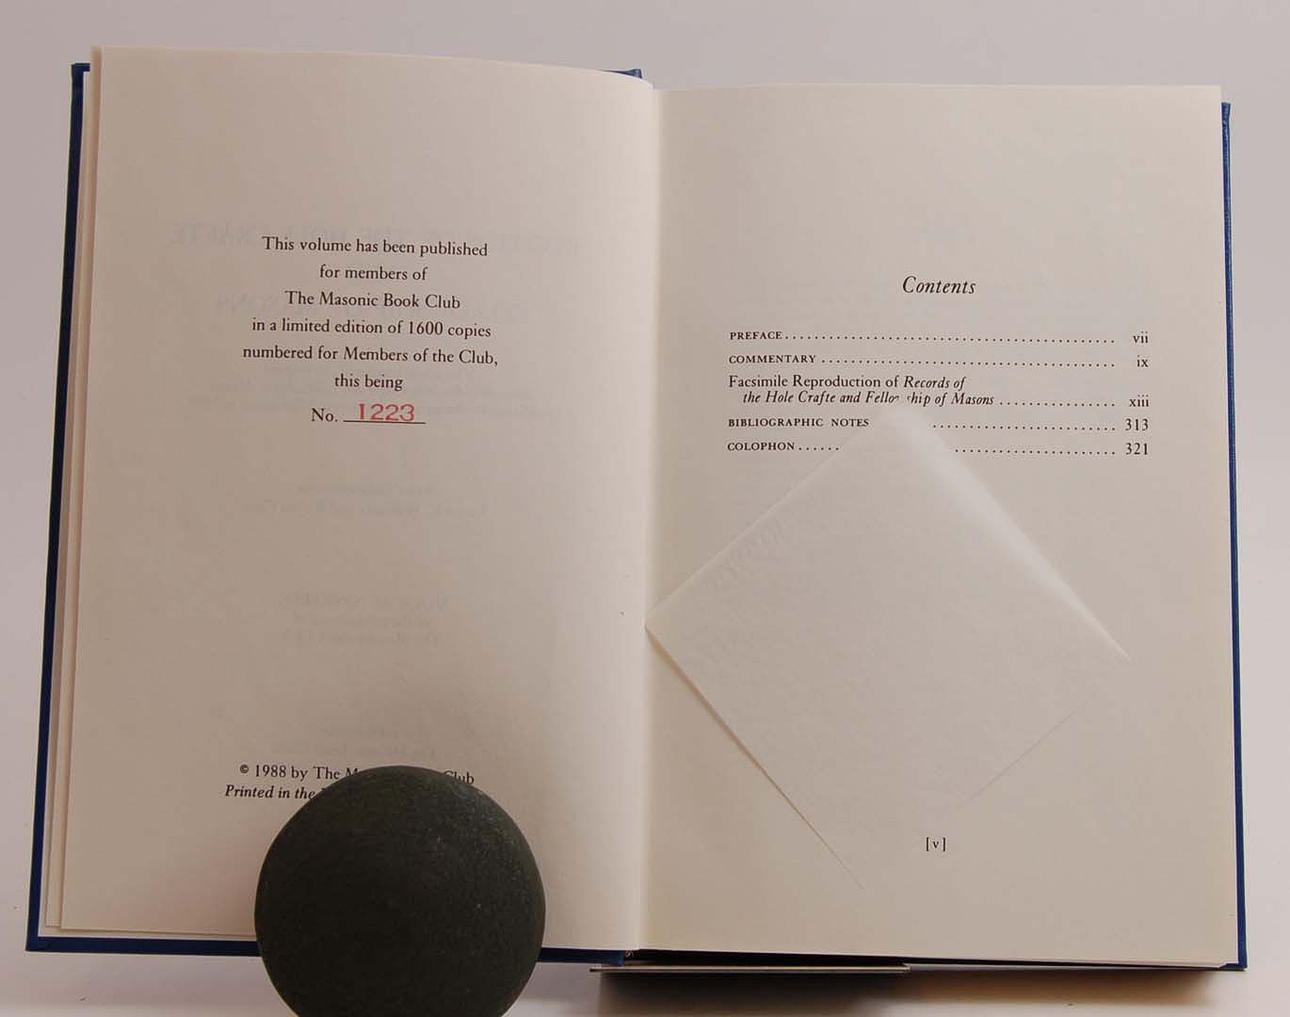 This volume has been published
for members of
The Masonic Book Club
in a limited edition of 1600 copies
numbered for Members of the Club,
this being
No. 1223
© 1988 by The Club
Printed in the
Contents
PREFACE........................................................ vii
COMMENTARY .................................................. ix
Facsimile Reproduction of Records of
the Hole Crafte and Fellowship of Masons .................... xiii
BIBLIOGRAPHIC NOTES ............................... 313
COLOPHON...... ............................ 321
[v]